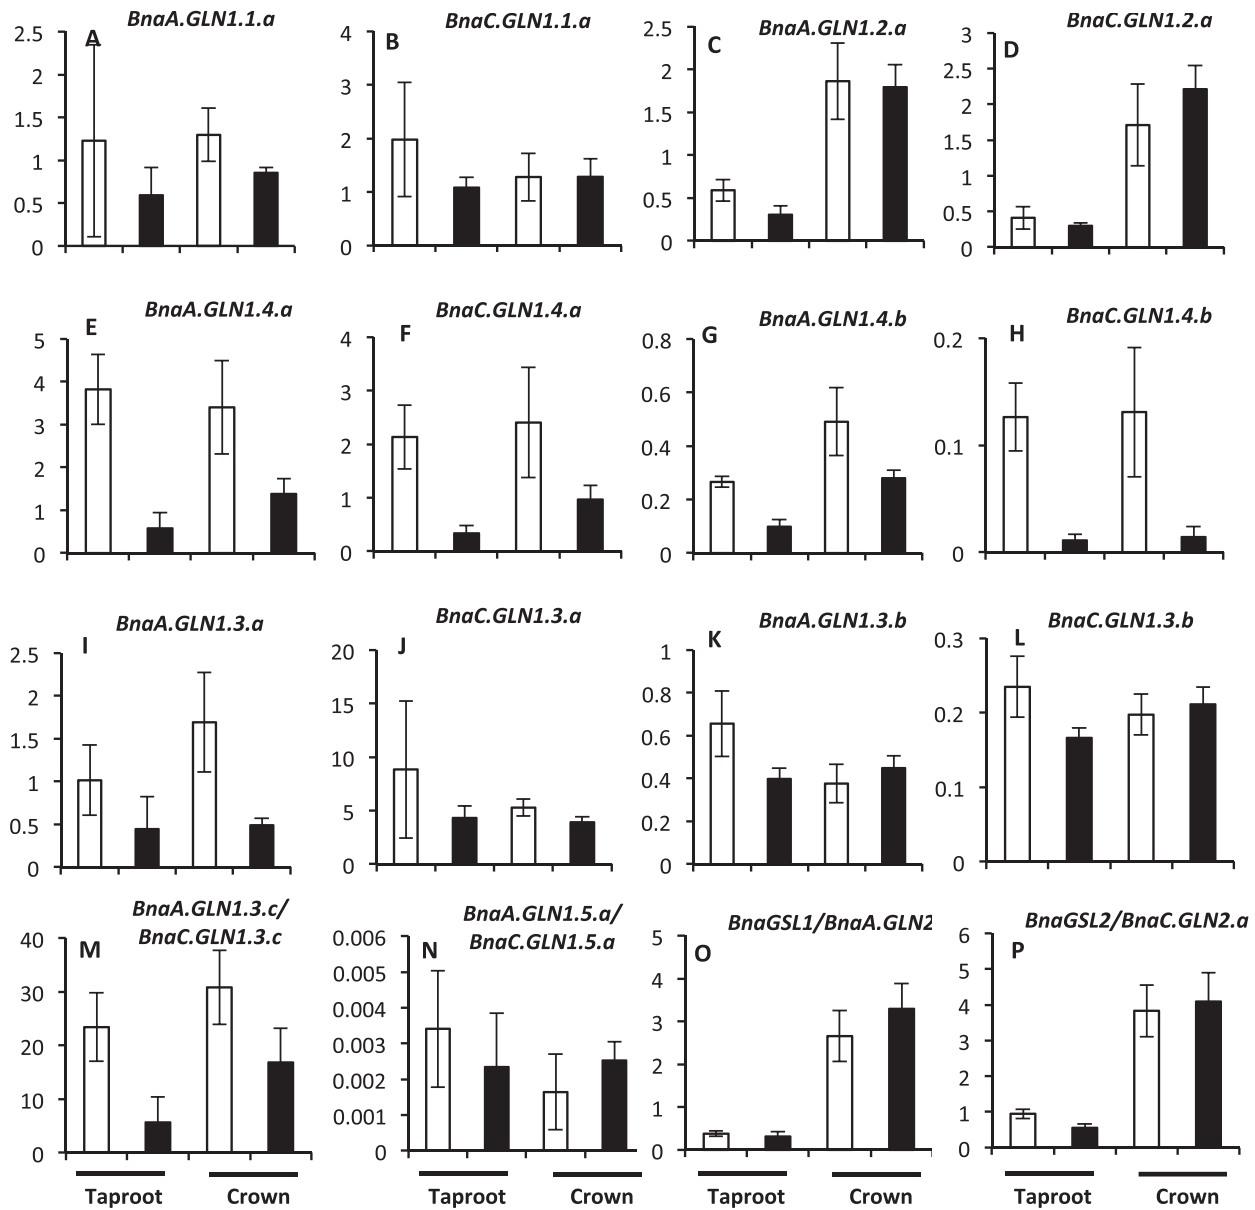 BnaA.GLN1.1.a
A
2.5
2
1.5
1
0.5
0
BnaC.GLN1.1.a
B
4
3
2
1
0
BnaA.GLN1.2.a
C
2.5
2
1.5
1
0.5
0
BnaC.GLN1.2.a
D
3
2.5
2
1.5
1
0.5
0
BnaA.GLN1.4.a
E
5
4
3
2
1
0
BnaC.GLN1.4.a
F
4
3
2
1
0
BnaA.GLN1.4.b
G
0.8
0.6
0.4
0.2
0
BnaC.GLN1.4.b
H
0.2
0.1
0
BnaA.GLN1.3.a
I
2.5
2
1.5
1
0.5
0
BnaC.GLN1.3.a
J
20
15
10
5
0
BnaA.GLN1.3.b
K
1
0.8
0.6
0.4
0.2
0
BnaC.GLN1.3.b
L
0.3
0.2
0.1
0
BnaA.GLN1.3.c/
BnaC.GLN1.3.c
M
40
30
20
10
0
Taproot Crown
BnaA.GLN1.5.a/
BnaC.GLN1.5.a
N
0.006
0.005
0.004
0.003
0.002
0.001
0
Taproot Crown
BnaGSL1/BnaA.GLN2
O
5
4
3
2
1
0
Taproot Crown
BnaGSL2/BnaC.GLN2.a
P
6
5
4
3
2
1
0
Taproot Crown